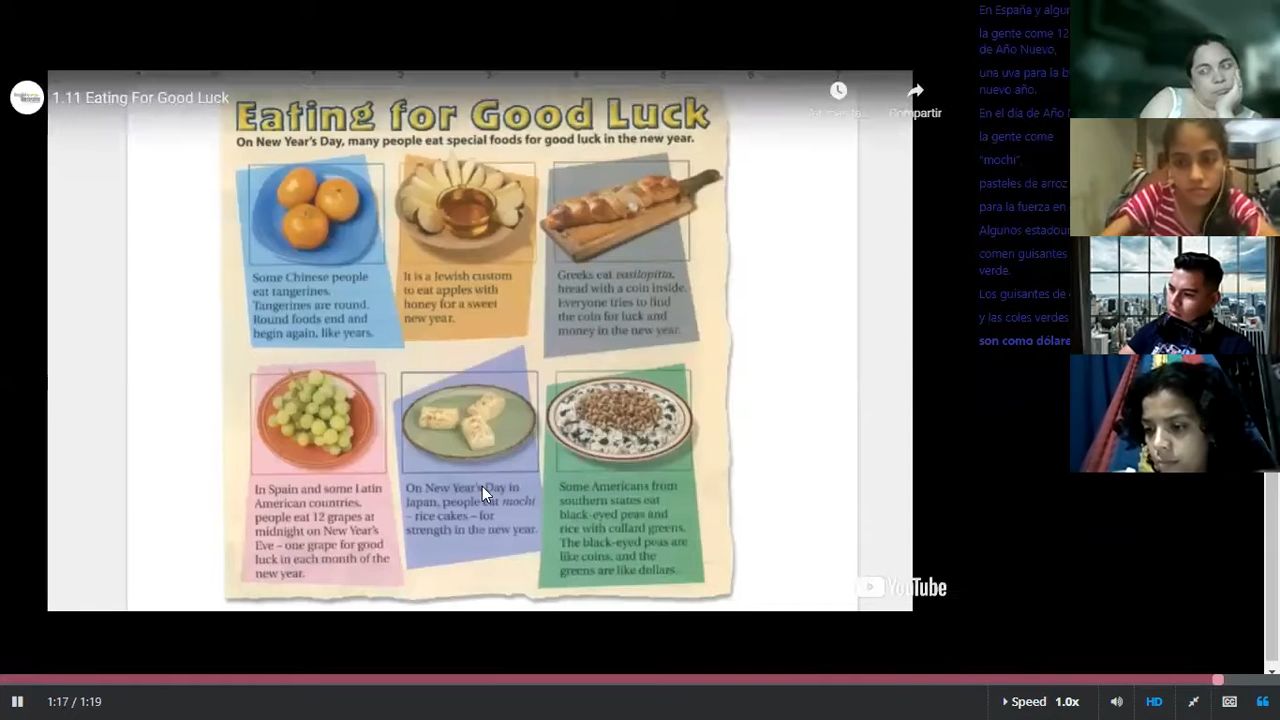 1.11 Eating For Good Luck
Compartir
Eating for Good Luck
On New Year's Day, many people eat special foods for good luck in the new year.
Some Chinese people
eat tangerines.
Tangerines are round.
Round foods end and
begin again, like years.
It is a Jewish custom
to eat apples with
honey for a sweet
new year.
Greeks eat vasilopitta,
bread with a coin inside.
Everyone tries to find
the coin for luck and
money in the new year.
In Spain and some Latin
American countries,
people eat 12 grapes at
midnight on New Year's
Eve – one grape for good
luck in each month of the
new year.
On New Year's Day in
Japan, people eat mochi
– rice cakes – for
strength in the new year.
Some Americans from
southern states eat
black-eyed peas and
rice with collard greens.
The black-eyed peas are
like coins, and the
greens are like dollars.
YouTube
En España y
la gente come 12
de Año Nuevo,
una uva para la
nuevo año.
En el día de Año
la gente come
"mochi",
pasteles de arroz
para la fuerza en
Algunos
comen guisantes
verde.
Los guisantes de
y las coles verdes
son como
1:17 / 1:19
Speed 1.0x
HD